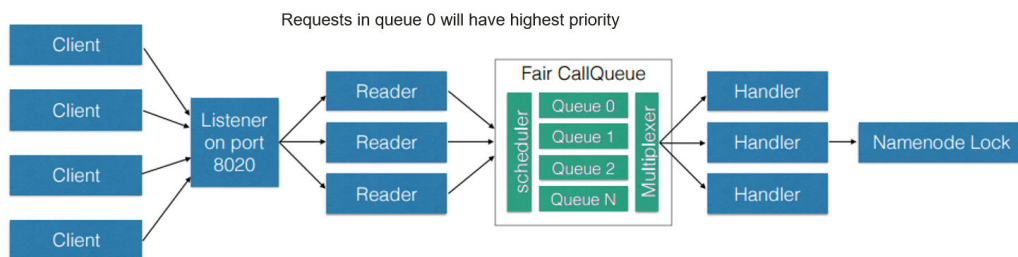 Requests in queue 0 will have highest priority
Client
Client
Client
Client
Listener
on port
8020
Reader
Reader
Reader
Fair CallQueue
scheduler
Queue 0
Queue 1
Queue 2
Queue N
Multiplexer
Handler
Handler
Handler
Namenode Lock